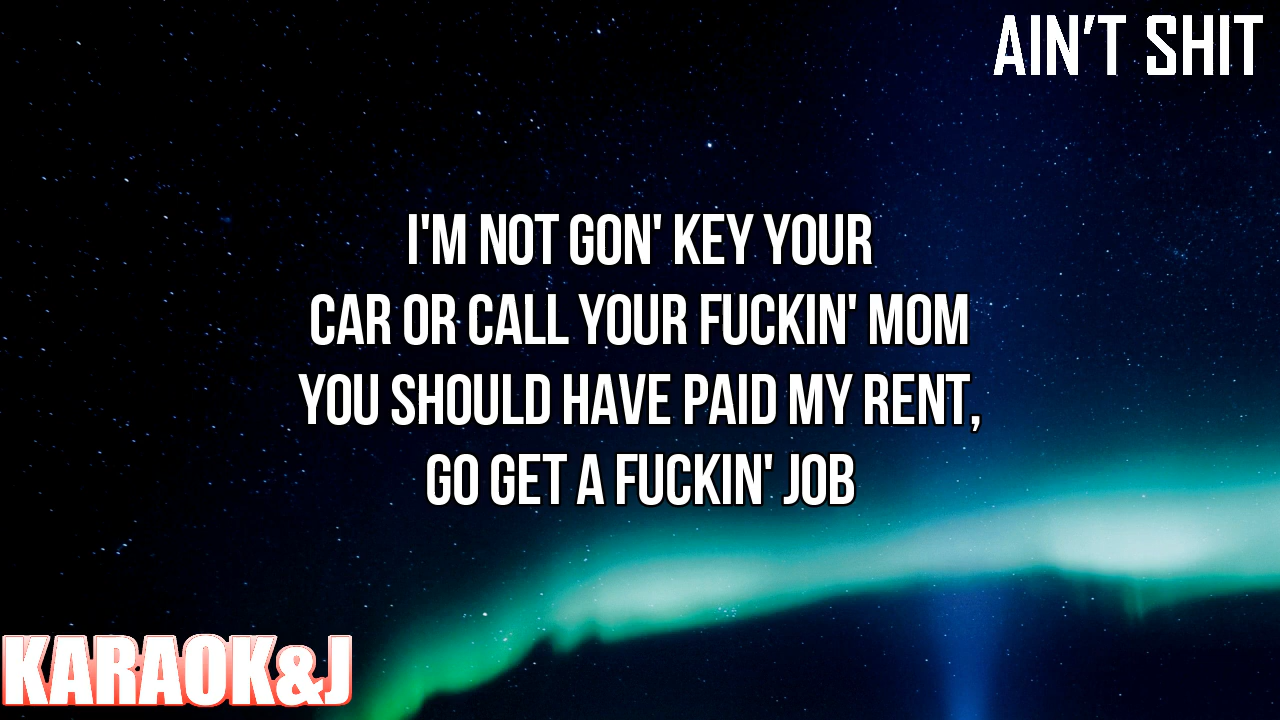 AIN'T SHIT
I'M NOT GON' KEY YOUR
CAR OR CALL YOUR FUCKIN' MOM
YOU SHOULD HAVE PAID MY RENT,
GO GET A FUCKIN' JOB
KARAOK&J